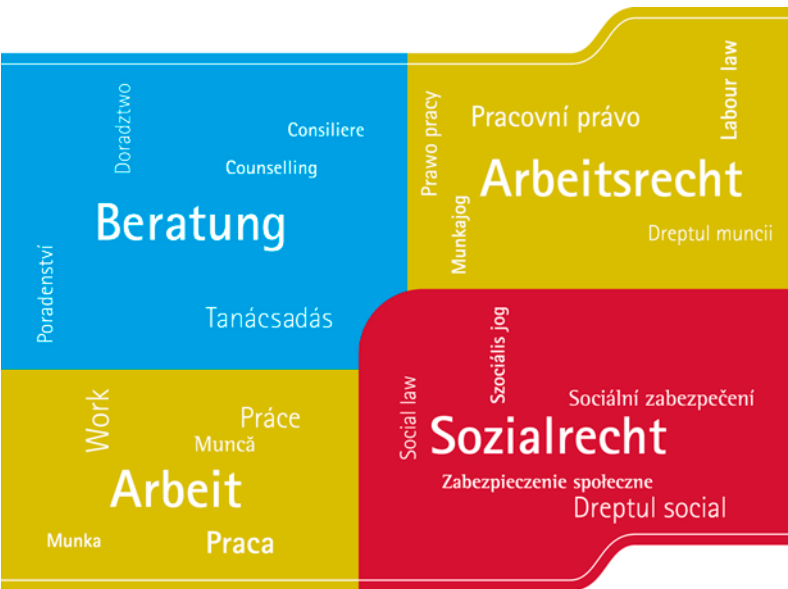 Doradztwo
Consiliere
Counselling
Beratung
Poradenství
Tanácsadás
Prawo pracy
Pracovní právo
Labour law
Arbeitsrecht
Munkajog
Dreptul muncii
Work
Práce
Muncă
Arbeit
Munka
Praca
Social law
Szociális jog
Sociální zabezpečení
Sozialrecht
Zabezpieczenie społeczne
Dreptul social